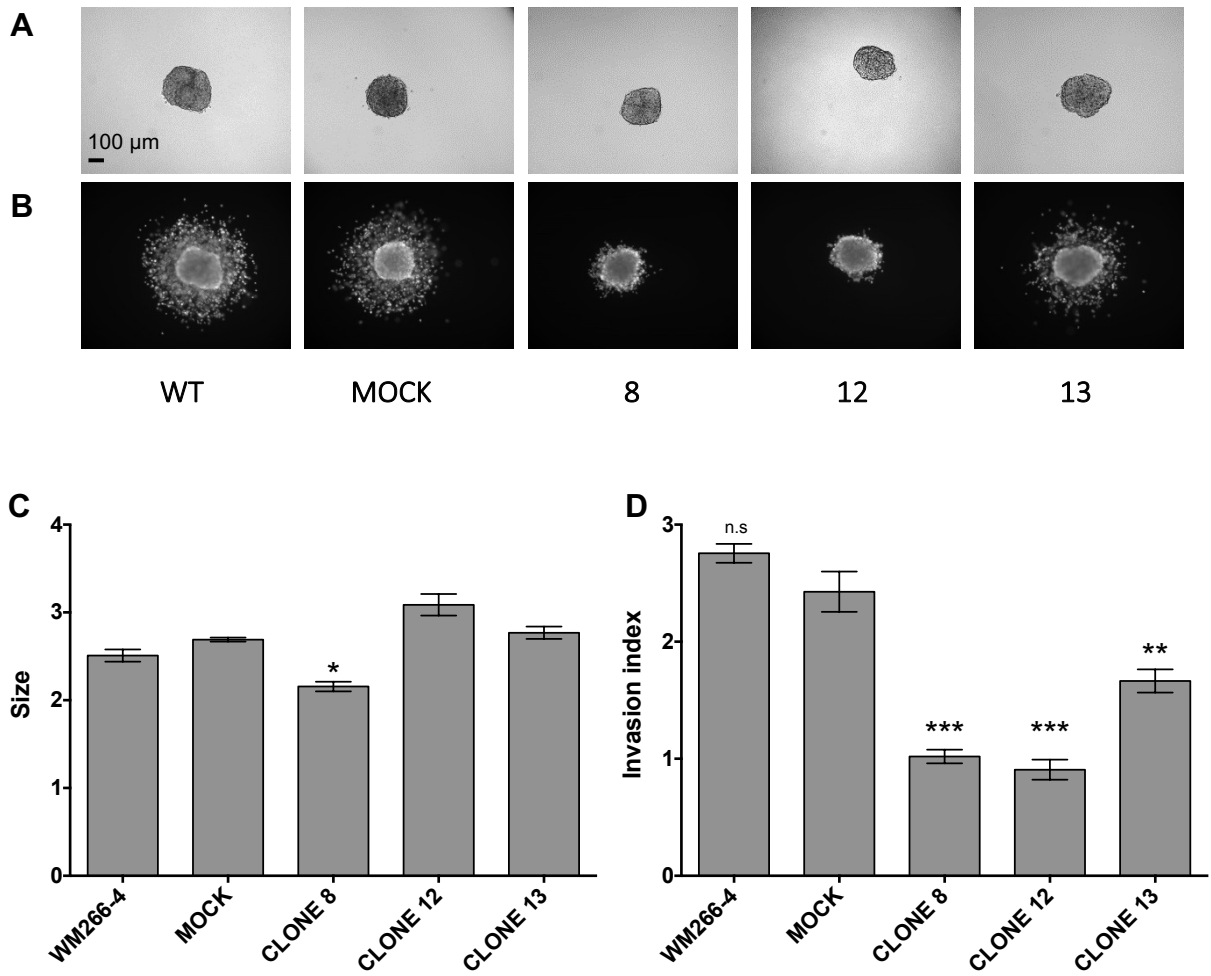 A
100 µm
B
WT MOCK 8 12 13
C
4
3
2
1
0
Size
*
WM266-4
MOCK
CLONE 8
CLONE 12
CLONE 13
D
3
2
1
0
Invasion index
n.s
***
***
**
WM266-4
MOCK
CLONE 8
CLONE 12
CLONE 13